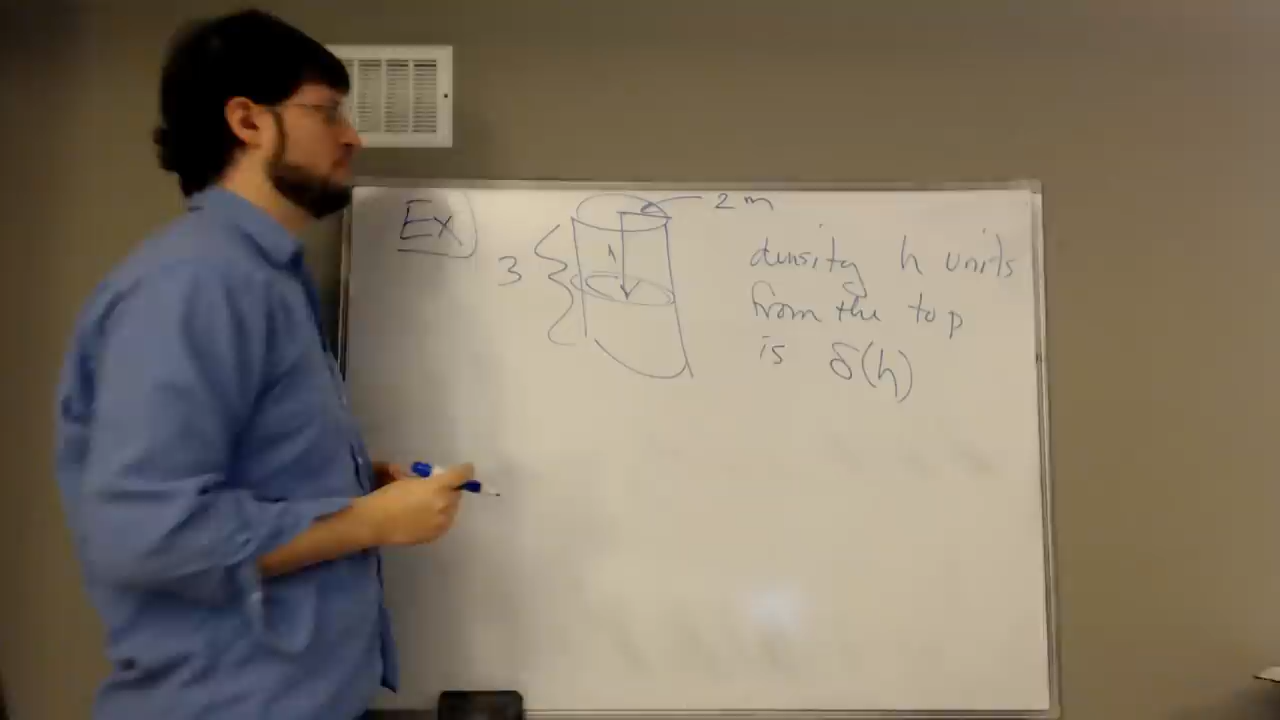 Ex
2 m
3
h
density h units
from the top
is δ(h)